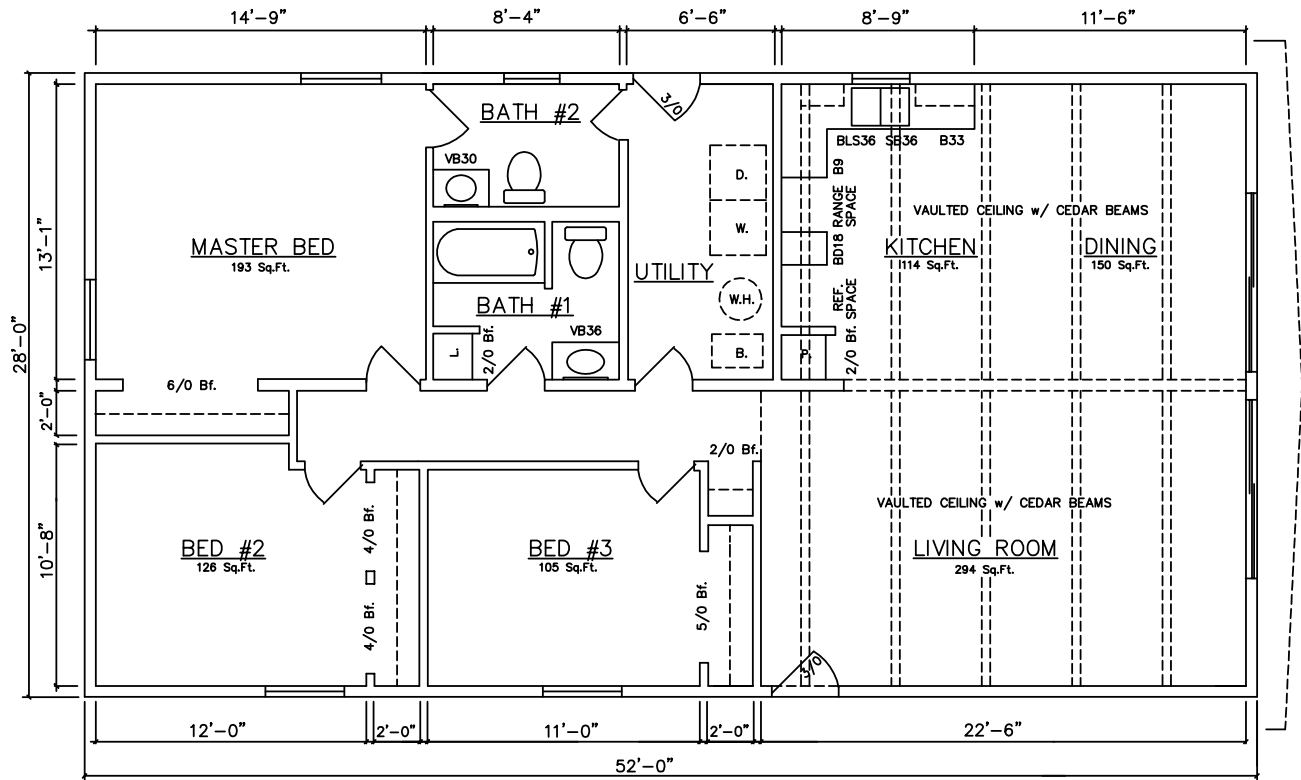 14'-9" 8'-4" 6'-6" 8'-9" 11'-6"
3/0
BATH #2
VB30
BLS36 SB36 B33
D.
B9
RANGE SPACE
BD18
VAULTED CEILING w/ CEDAR BEAMS
W.
MASTER BED
193 Sq.Ft.
KITCHEN
114 Sq.Ft.
DINING
150 Sq.Ft.
13'-1"
UTILITY
W.H.
REF. SPACE
BATH #1
VB36
L.
2/0 Bf.
B.
P.
2/0 Bf.
28'-0"
6/0 Bf.
2'-0"
2/0 Bf.
VAULTED CEILING w/ CEDAR BEAMS
4/0 Bf.
BED #2
126 Sq.Ft.
BED #3
105 Sq.Ft.
LIVING ROOM
294 Sq.Ft.
10'-8"
4/0 Bf.
5/0 Bf.
3/0
12'-0" 2'-0" 11'-0" 2'-0" 22'-6"
52'-0"